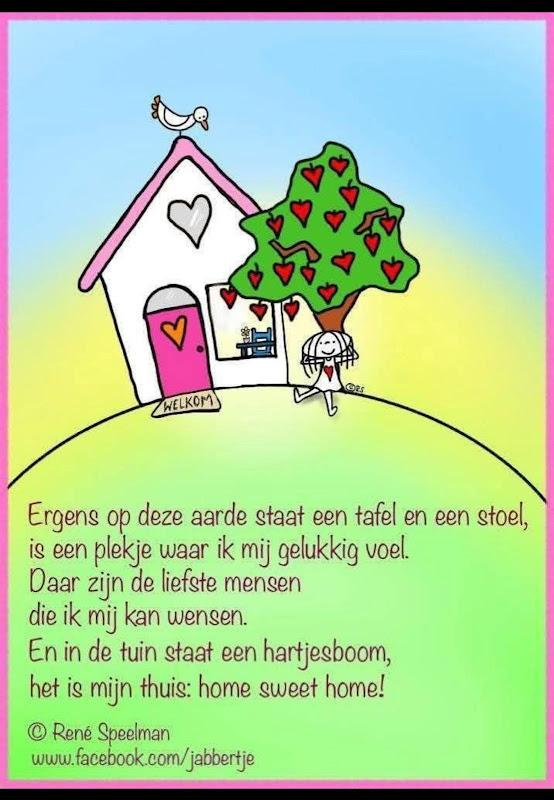 WELKOM
©RS
Ergens op deze aarde staat een tafel en een stoel,
is een plekje waar ik mij gelukkig voel.
Daar zijn de liefste mensen
die ik mij kan wensen.
En in de tuin staat een hartjesboom,
het is mijn thuis: home sweet home!
© René Speelman
www.facebook.com/jabbertje